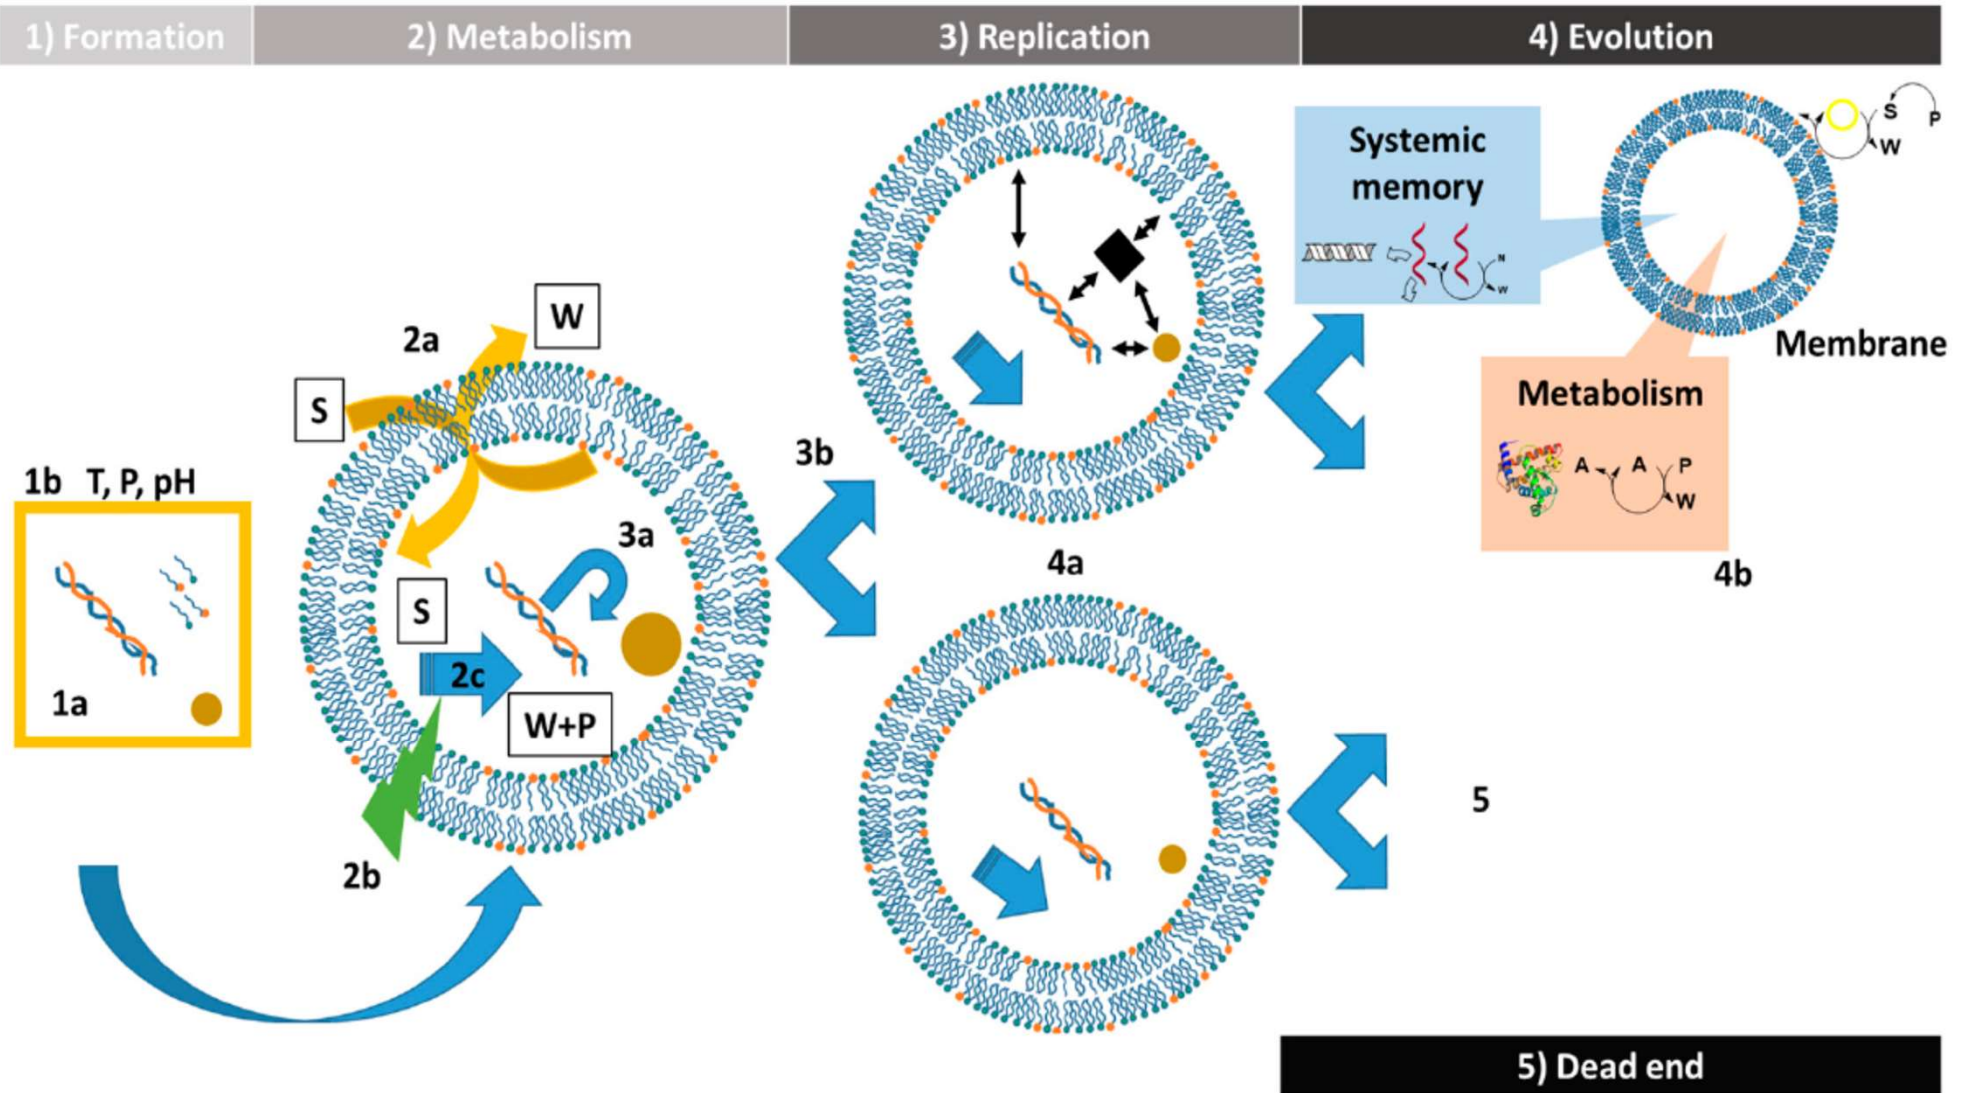 1) Formation
2) Metabolism
3) Replication
4) Evolution
1b T, P, pH
1a
2a
W
S
S
3a
2c
W+P
2b
3b
4a
Systemic
memory
N
W
S
P
W
Membrane
Metabolism
A
A
P
W
4b
5
5) Dead end